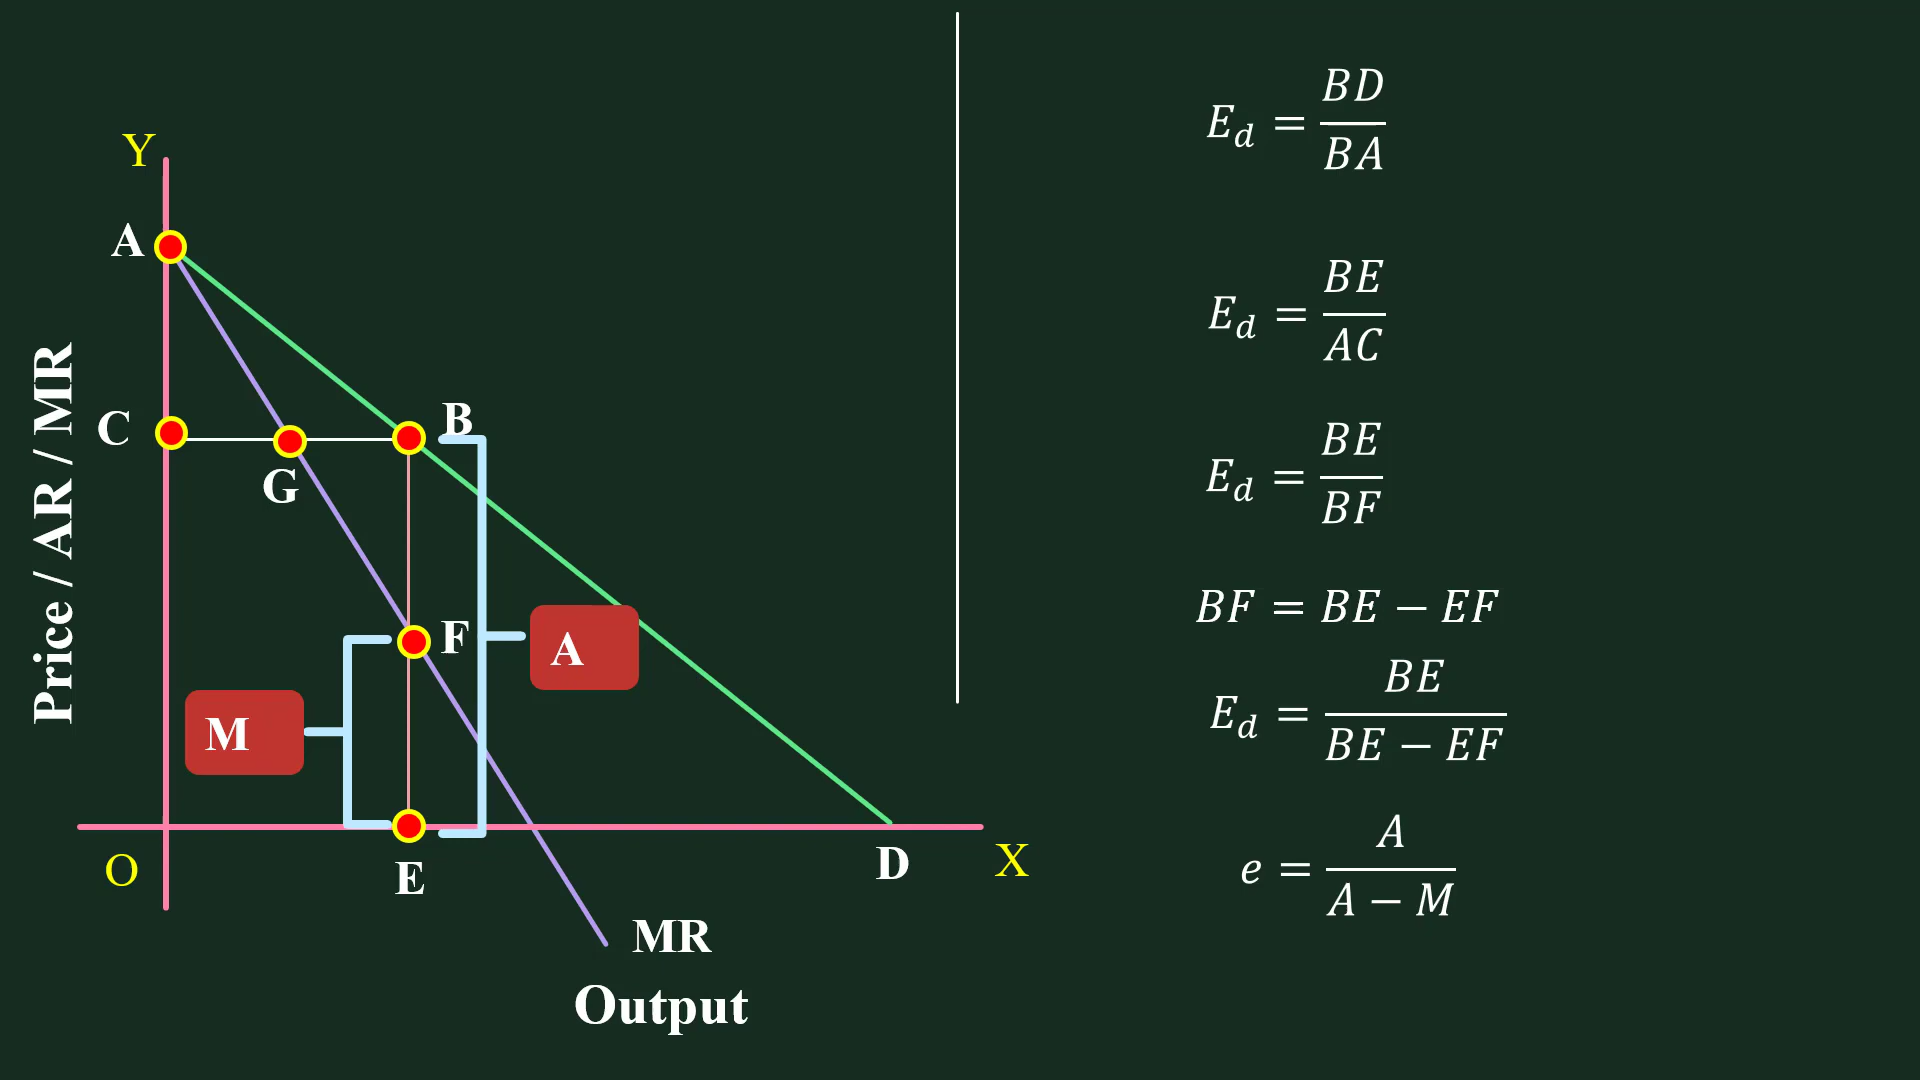 Y
A
C
B
G
F
A
M
O
E
D
X
MR
Output
Price / AR / MR
E_d = BD/BA
E_d = BE/AC
E_d = BE/BF
BF = BE − EF
E_d = BE/(BE − EF)
e = A/(A − M)